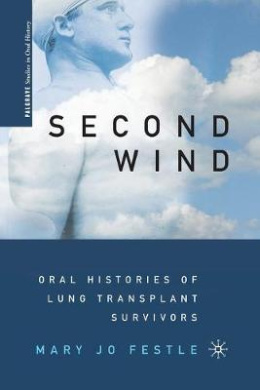 PALGRAVE Studies in Oral History
SECOND
WIND
ORAL HISTORIES OF
LUNG TRANSPLANT
SURVIVORS
MARY JO FESTLE